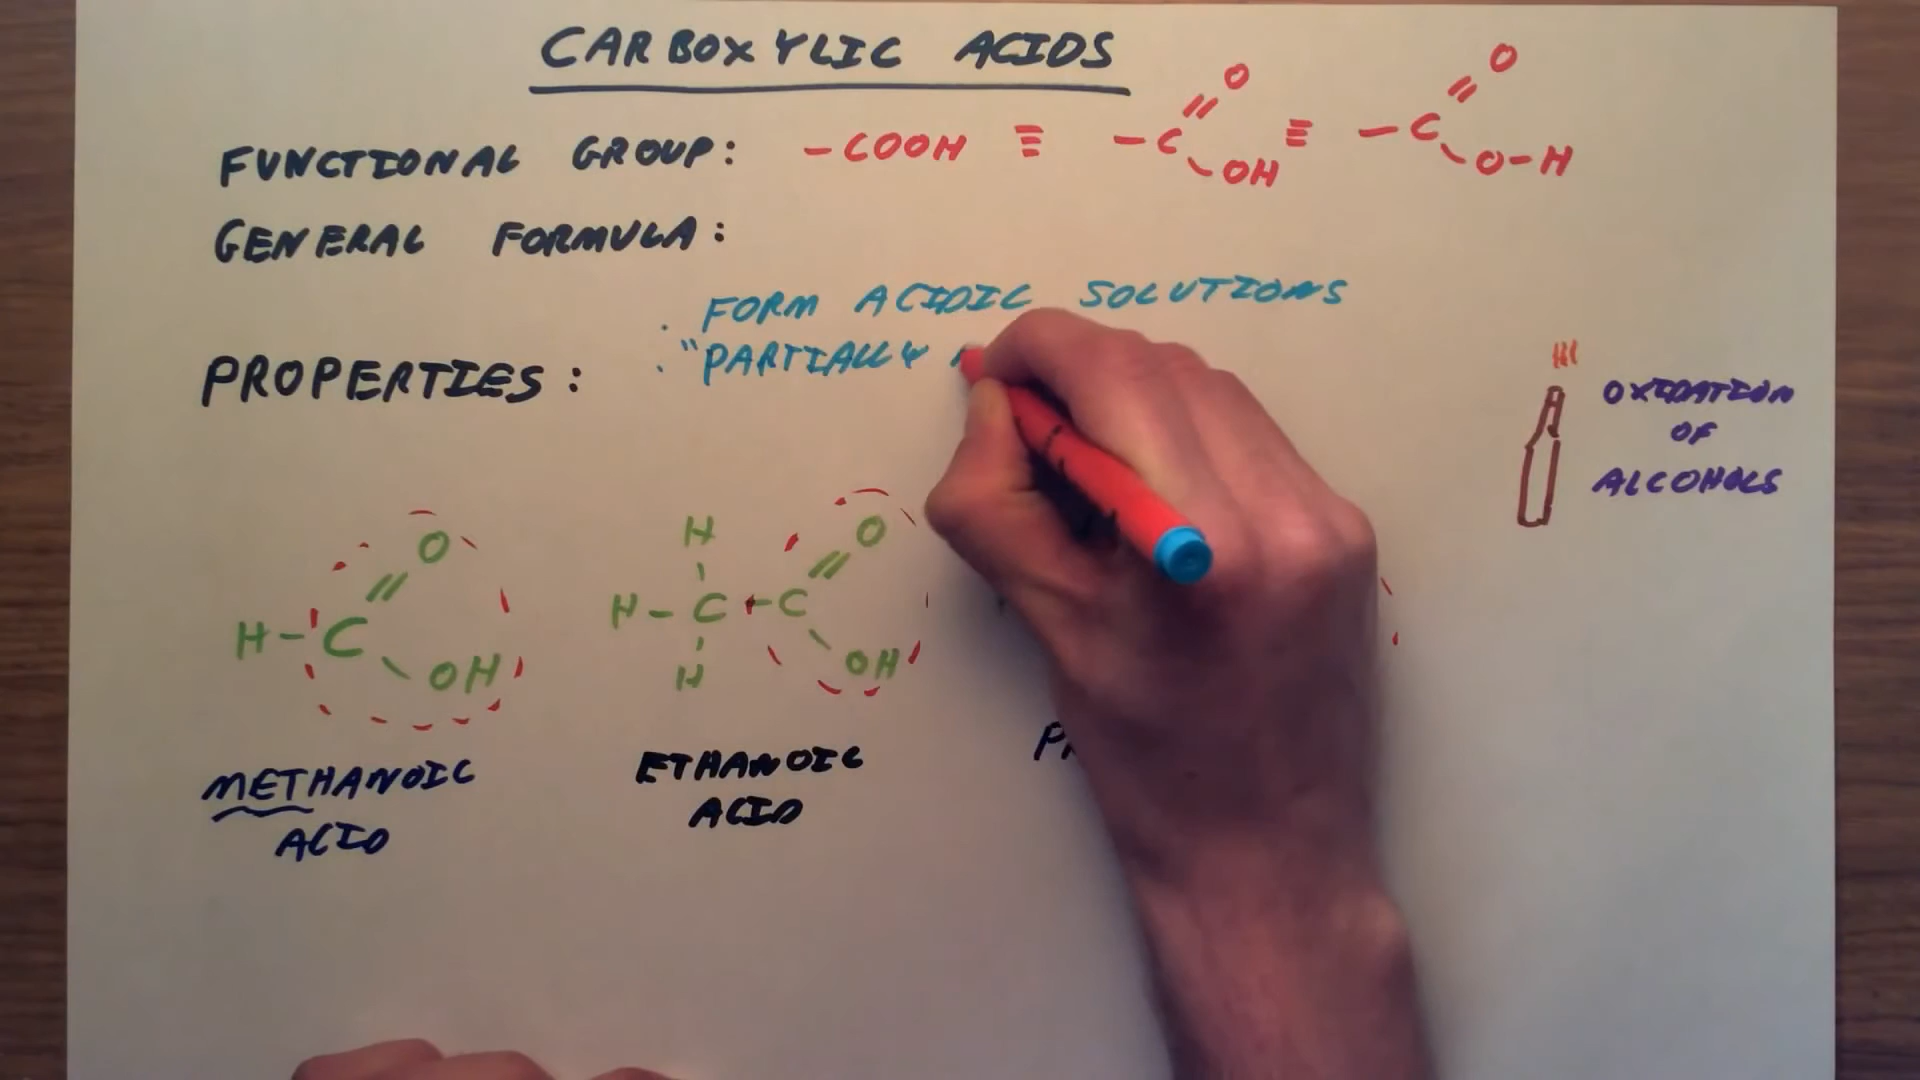 CARBOXYLIC ACIDS
FUNCTIONAL GROUP: –COOH ≡ –C=O OH ≡ –C=O O–H
GENERAL FORMULA:
PROPERTIES:
. FORM ACIDIC SOLUTIONS
. "PARTIALLY
OXIDATION
OF
ALCOHOLS
H–C=O OH
H
H–C–C=O OH
H
METHANOIC
ACID
ETHANOIC
ACID